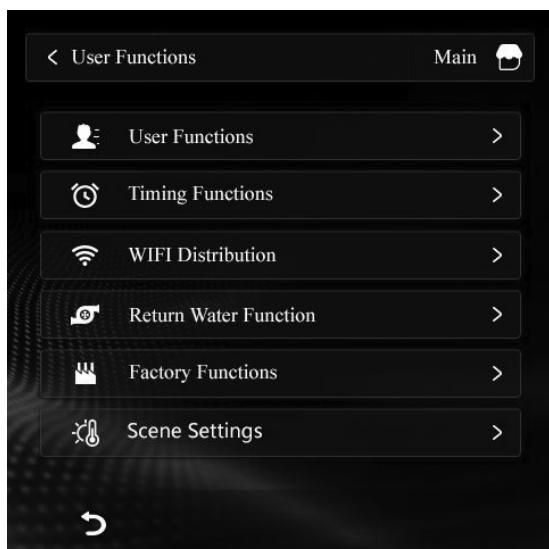 User Functions Main
User Functions
Timing Functions
WIFI Distribution
Return Water Function
Factory Functions
Scene Settings